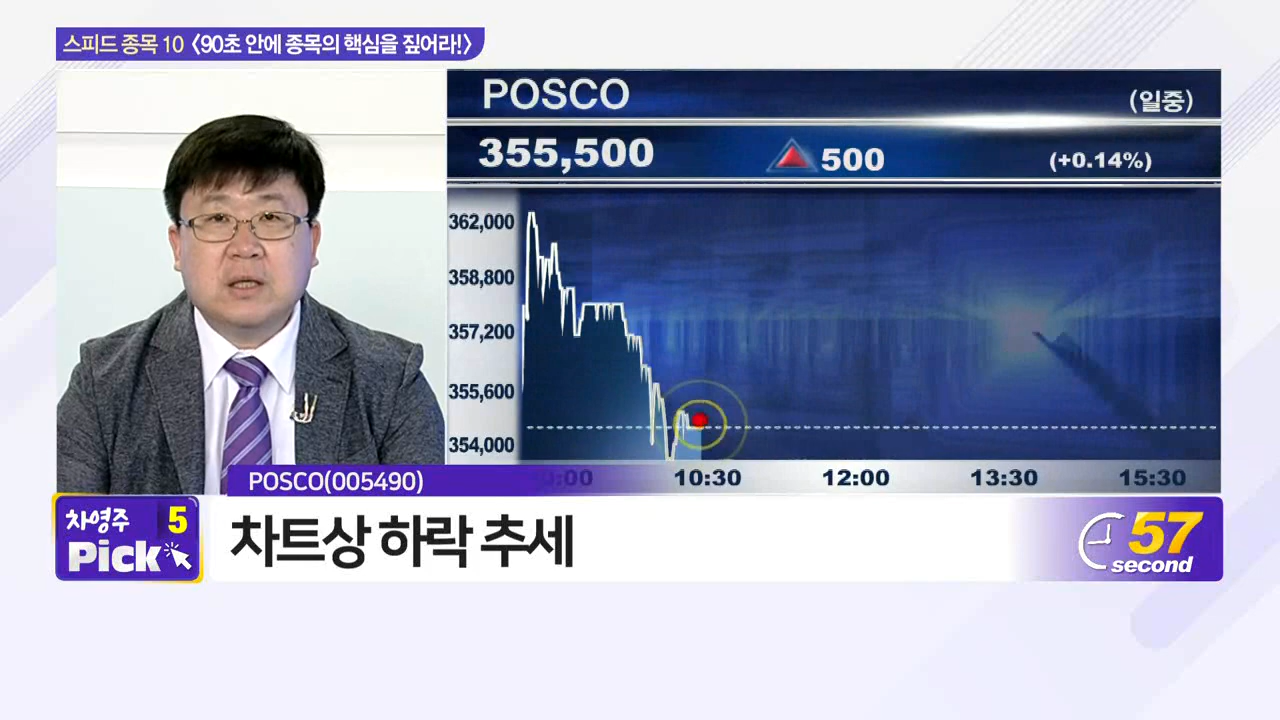 스피드 종목 10 <90초 안에 종목의 핵심을 짚어라!>
POSCO
(일중)
355,500
500
(+0.14%)
362,000
358,800
357,200
355,600
354,000
10:30
12:00
13:30
15:30
POSCO(005490)
차영주 5
Pick
차트상 하락 추세
57
second